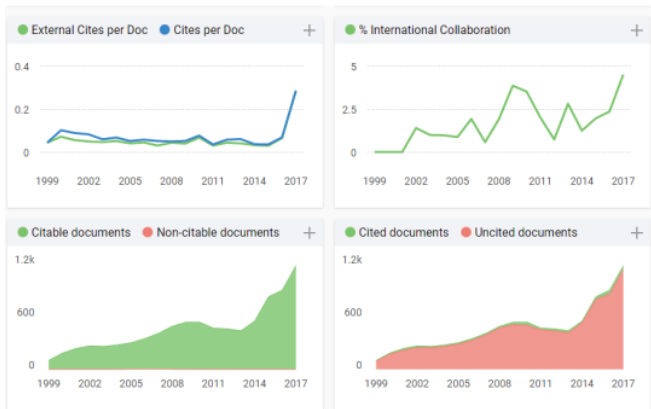 External Cites per Doc Cites per Doc +
0.4
0.2
0
1999 2002 2005 2008 2011 2014 2017
% International Collaboration +
5
2.5
0
1999 2002 2005 2008 2011 2014 2017
Citable documents Non-citable documents +
1.2k
600
0
1999 2002 2005 2008 2011 2014 2017
Cited documents Uncited documents +
1.2k
600
0
1999 2002 2005 2008 2011 2014 2017